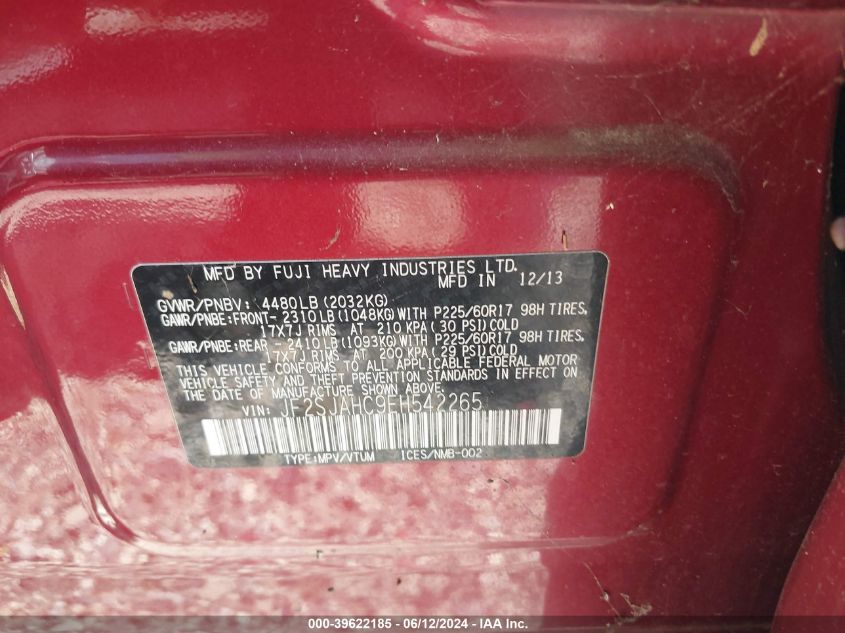 MFD BY FUJI HEAVY INDUSTRIES LTD.
MFD IN 12/13
GVWR/PNBV: 4480LB (2032KG)
GAWR/PNBE:FRONT- 2310LB (1048KG) WITH P225/60R17 98H TIRES,
17X7J RIMS AT 210 KPA (30 PSI) COLD
GAWR/PNBE:REAR - 2410LB (1093KG) WITH P225/60R17 98H TIRES,
17X7J RIMS AT 200 KPA (29 PSI) COLD
THIS VEHICLE CONFORMS TO ALL APPLICABLE FEDERAL MOTOR
VEHICLE SAFETY AND THEFT PREVENTION STANDARDS IN EFFECT ON
THE DATE OF MANUFACTURE SHOWN ABOVE.
VIN: JF2SJAHC9EH542265
TYPE:MPV/VTUM ICES/NMB-002
000-39622185 - 06/12/2024 - IAA Inc.